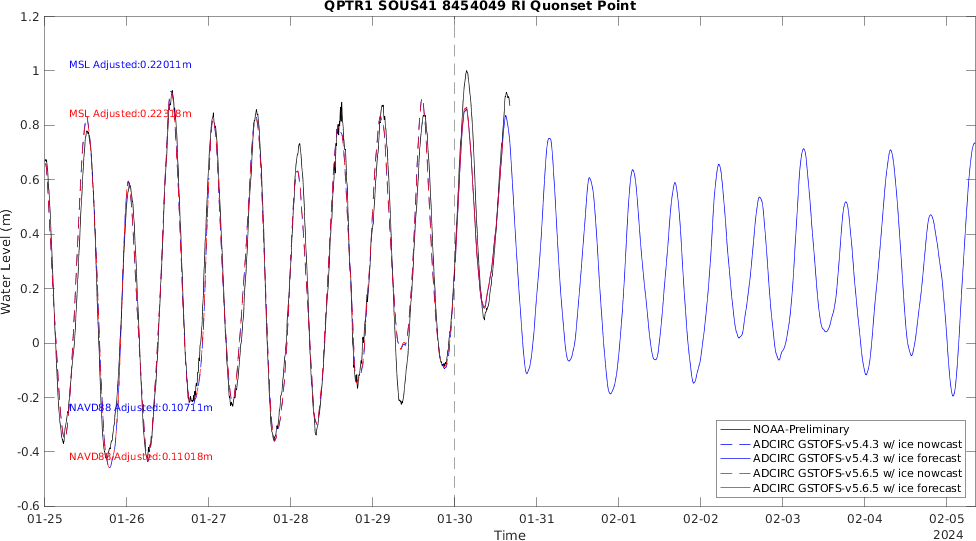 QPTR1 SOUS41 8454049 RI Quonset Point
Water Level (m)
1.2
1
0.8
0.6
0.4
0.2
0
-0.2
-0.4
-0.6
MSL Adjusted:0.22011m
MSL Adjusted:0.22318m
NAVD88 Adjusted:0.10711m
NAVD88 Adjusted:0.11018m
NOAA-Preliminary
ADCIRC GSTOFS-v5.4.3 w/ ice nowcast
ADCIRC GSTOFS-v5.4.3 w/ ice forecast
ADCIRC GSTOFS-v5.6.5 w/ ice nowcast
ADCIRC GSTOFS-v5.6.5 w/ ice forecast
01-25 01-26 01-27 01-28 01-29 01-30 01-31 02-01 02-02 02-03 02-04 02-05
Time
2024